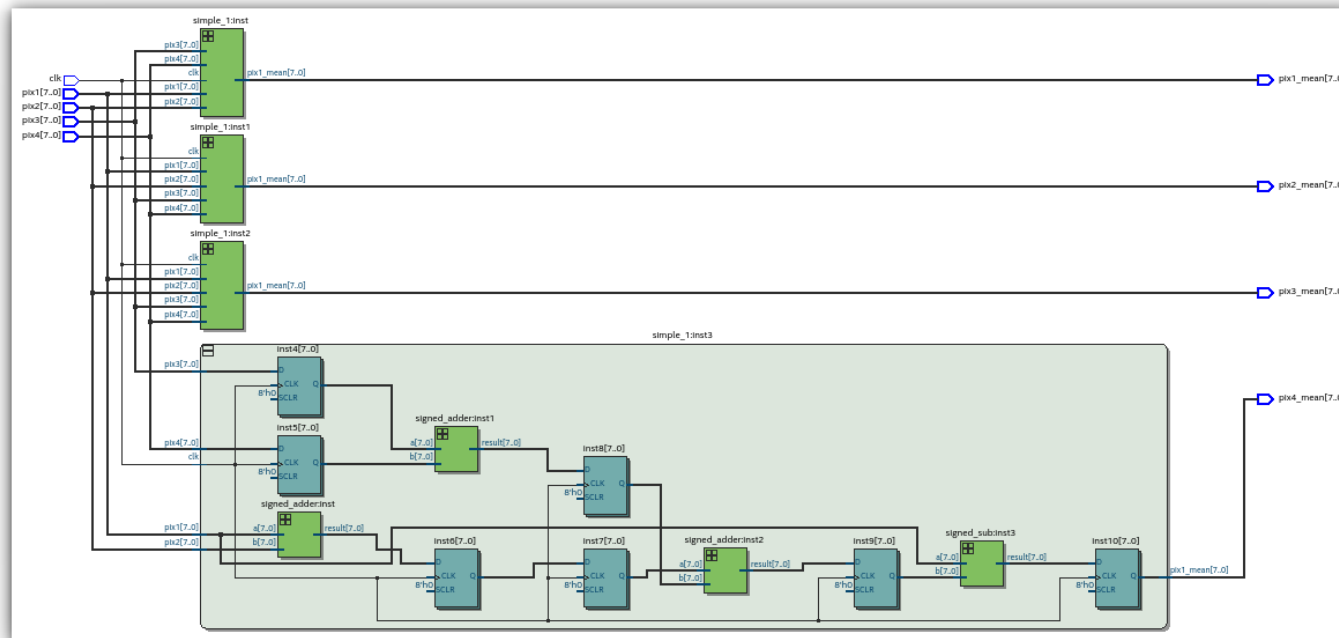 simple_1:inst
pix3[7..0]
pix4[7..0]
clk
pix1[7..0]
pix2[7..0]
pix1_mean[7..0]
clk
pix1[7..0]
pix2[7..0]
pix3[7..0]
pix4[7..0]
pix1_mean[7..
simple_1:inst1
clk
pix1[7..0]
pix2[7..0]
pix3[7..0]
pix4[7..0]
pix1_mean[7..0]
pix2_mean[7..
simple_1:inst2
clk
pix1[7..0]
pix2[7..0]
pix3[7..0]
pix4[7..0]
pix1_mean[7..0]
pix3_mean[7..
simple_1:inst3
pix3[7..0]
inst4[7..0]
D
CLK
Q
8'h0
SCLR
pix4_mean[7..
pix4[7..0]
clk
inst5[7..0]
D
CLK
Q
8'h0
SCLR
signed_adder:inst1
a[7..0]
b[7..0]
result[7..0]
inst8[7..0]
D
CLK
Q
8'h0
SCLR
pix1[7..0]
pix2[7..0]
signed_adder:inst
a[7..0]
b[7..0]
result[7..0]
inst6[7..0]
D
CLK
Q
8'h0
SCLR
inst7[7..0]
D
CLK
Q
8'h0
SCLR
signed_adder:inst2
a[7..0]
b[7..0]
result[7..0]
inst9[7..0]
D
CLK
Q
8'h0
SCLR
signed_sub:inst3
a[7..0]
b[7..0]
result[7..0]
inst10[7..0]
D
CLK
Q
8'h0
SCLR
pix1_mean[7..0]